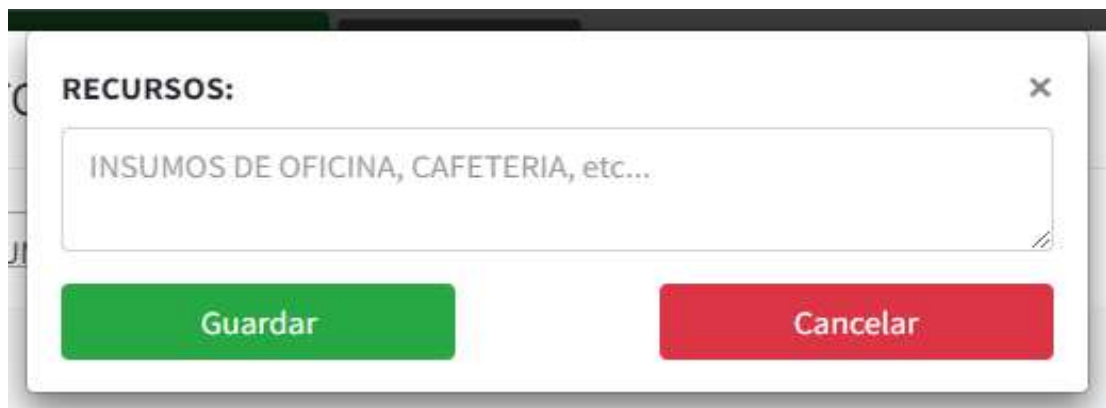 RECURSOS:
×
INSUMOS DE OFICINA, CAFETERIA, etc...
Guardar
Cancelar